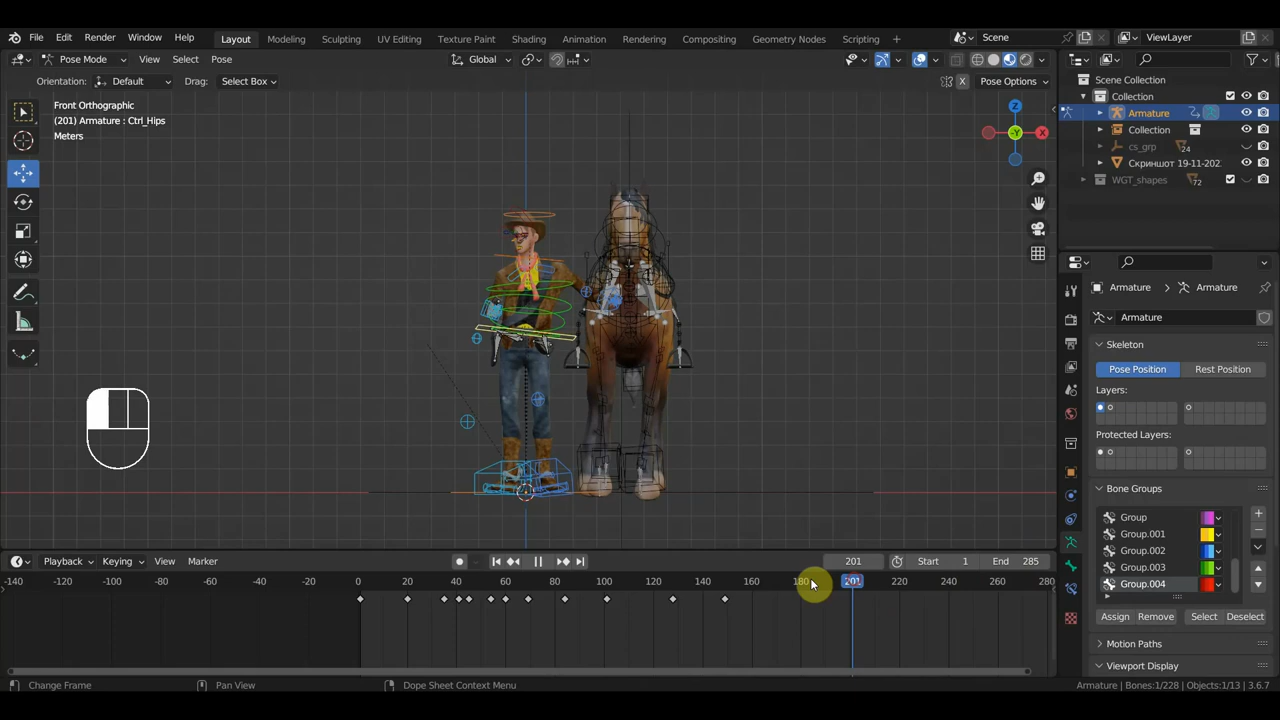 File Edit Render Window Help Layout Modeling Sculpting UV Editing Texture Paint Shading Animation Rendering Compositing Geometry Nodes Scripting + Scene ViewLayer
Pose Mode View Select Pose Global Pose Options
Orientation: Default Drag: Select Box X Pose Options
Front Orthographic
(201) Armature : Ctrl_Hips
Meters
Z
-Y
X
Scene Collection
Collection
Armature
Collection
cs_grp 24
Скриншот 19-11-202
WGT_shapes 72
Armature > Armature
Armature
Skeleton
Pose Position Rest Position
Layers:
Protected Layers:
Bone Groups
Group
Group.001
Group.002
Group.003
Group.004
Assign Remove Select Deselect
Motion Paths
Viewport Display
Playback Keying View Marker 201 Start 1 End 285
-140 -120 -100 -80 -60 -40 -20 0 20 40 60 80 100 120 140 160 180 201 220 240 260 280
Change Frame Pan View Dope Sheet Context Menu Armature | Bones:1/228 | Objects:1/13 | 3.6.7